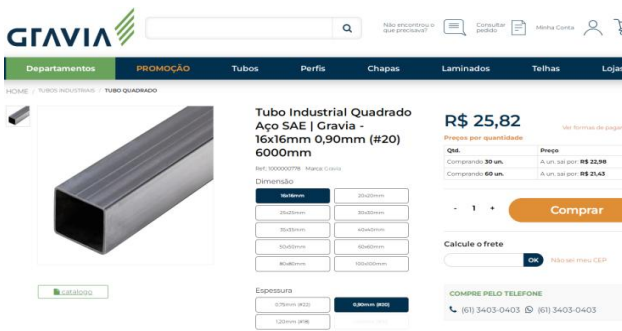 GravIA
Não encontrou o
que precisava?
Consultar
pedido
Minha Conta
Departamentos
PROMOÇÃO
Tubos
Perfis
Chapas
Laminados
Telhas
Lojas
HOME / TUBOS INDUSTRIAIS / TUBO QUADRADO
Tubo Industrial Quadrado
Aço SAE | Gravia -
16x16mm 0,90mm (#20)
6000mm
Ref.: 1000000778 Marca: Gravia
Dimensão
16x16mm
20x20mm
25x25mm
30x30mm
35x35mm
40x40mm
50x50mm
60x60mm
80x80mm
100x100mm
Espessura
0,75mm (#22)
0,90mm (#20)
1,20mm (#18)
catálogo
R$ 25,82
Ver formas de pagam
Preços por quantidade
Qtd. Preço
Comprando 30 un. A un. sai por R$ 22,98
Comprando 60 un. A un. sai por R$ 21,43
- 1 +
Comprar
Calcule o frete
OK
Não sei meu CEP
COMPRE PELO TELEFONE
(61) 3403-0403 (61) 3403-0403